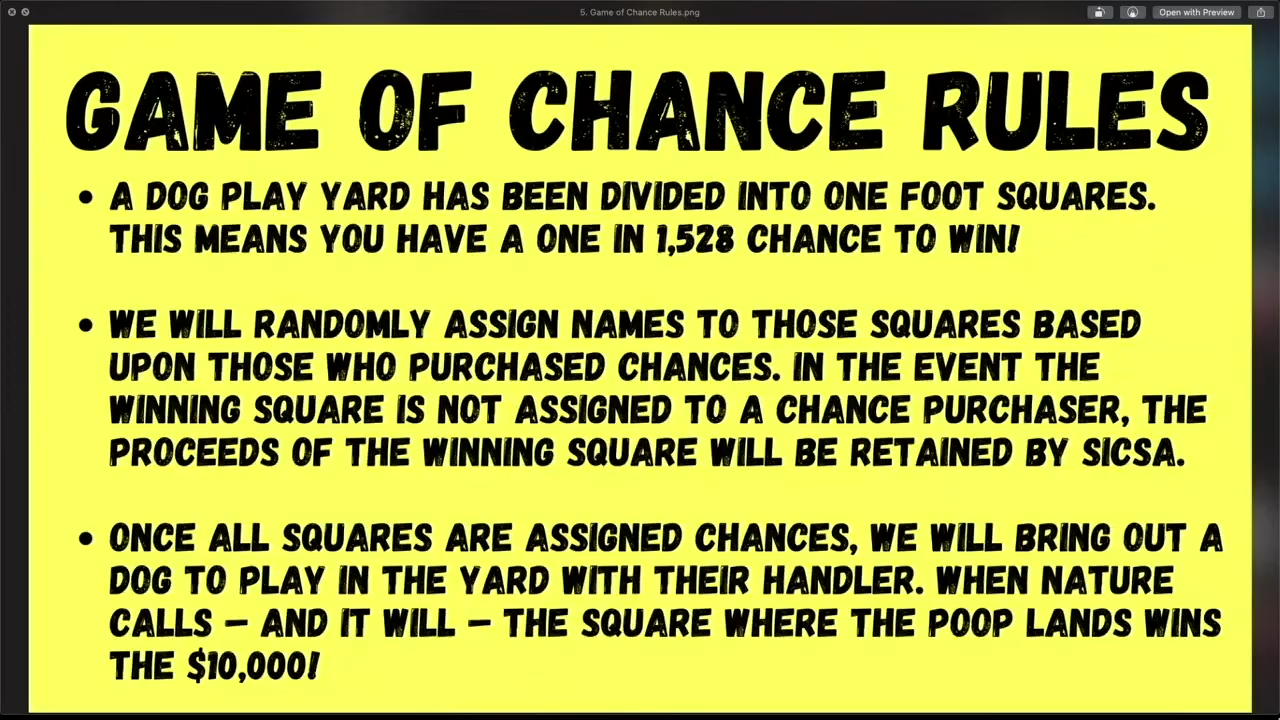 5. Game of Chance Rules.png
Open with Preview
GAME OF CHANCE RULES
• A DOG PLAY YARD HAS BEEN DIVIDED INTO ONE FOOT SQUARES.
THIS MEANS YOU HAVE A ONE IN 1,528 CHANCE TO WIN!
• WE WILL RANDOMLY ASSIGN NAMES TO THOSE SQUARES BASED
UPON THOSE WHO PURCHASED CHANCES. IN THE EVENT THE
WINNING SQUARE IS NOT ASSIGNED TO A CHANCE PURCHASER, THE
PROCEEDS OF THE WINNING SQUARE WILL BE RETAINED BY SICSA.
• ONCE ALL SQUARES ARE ASSIGNED CHANCES, WE WILL BRING OUT A
DOG TO PLAY IN THE YARD WITH THEIR HANDLER. WHEN NATURE
CALLS – AND IT WILL – THE SQUARE WHERE THE POOP LANDS WINS
THE $10,000!